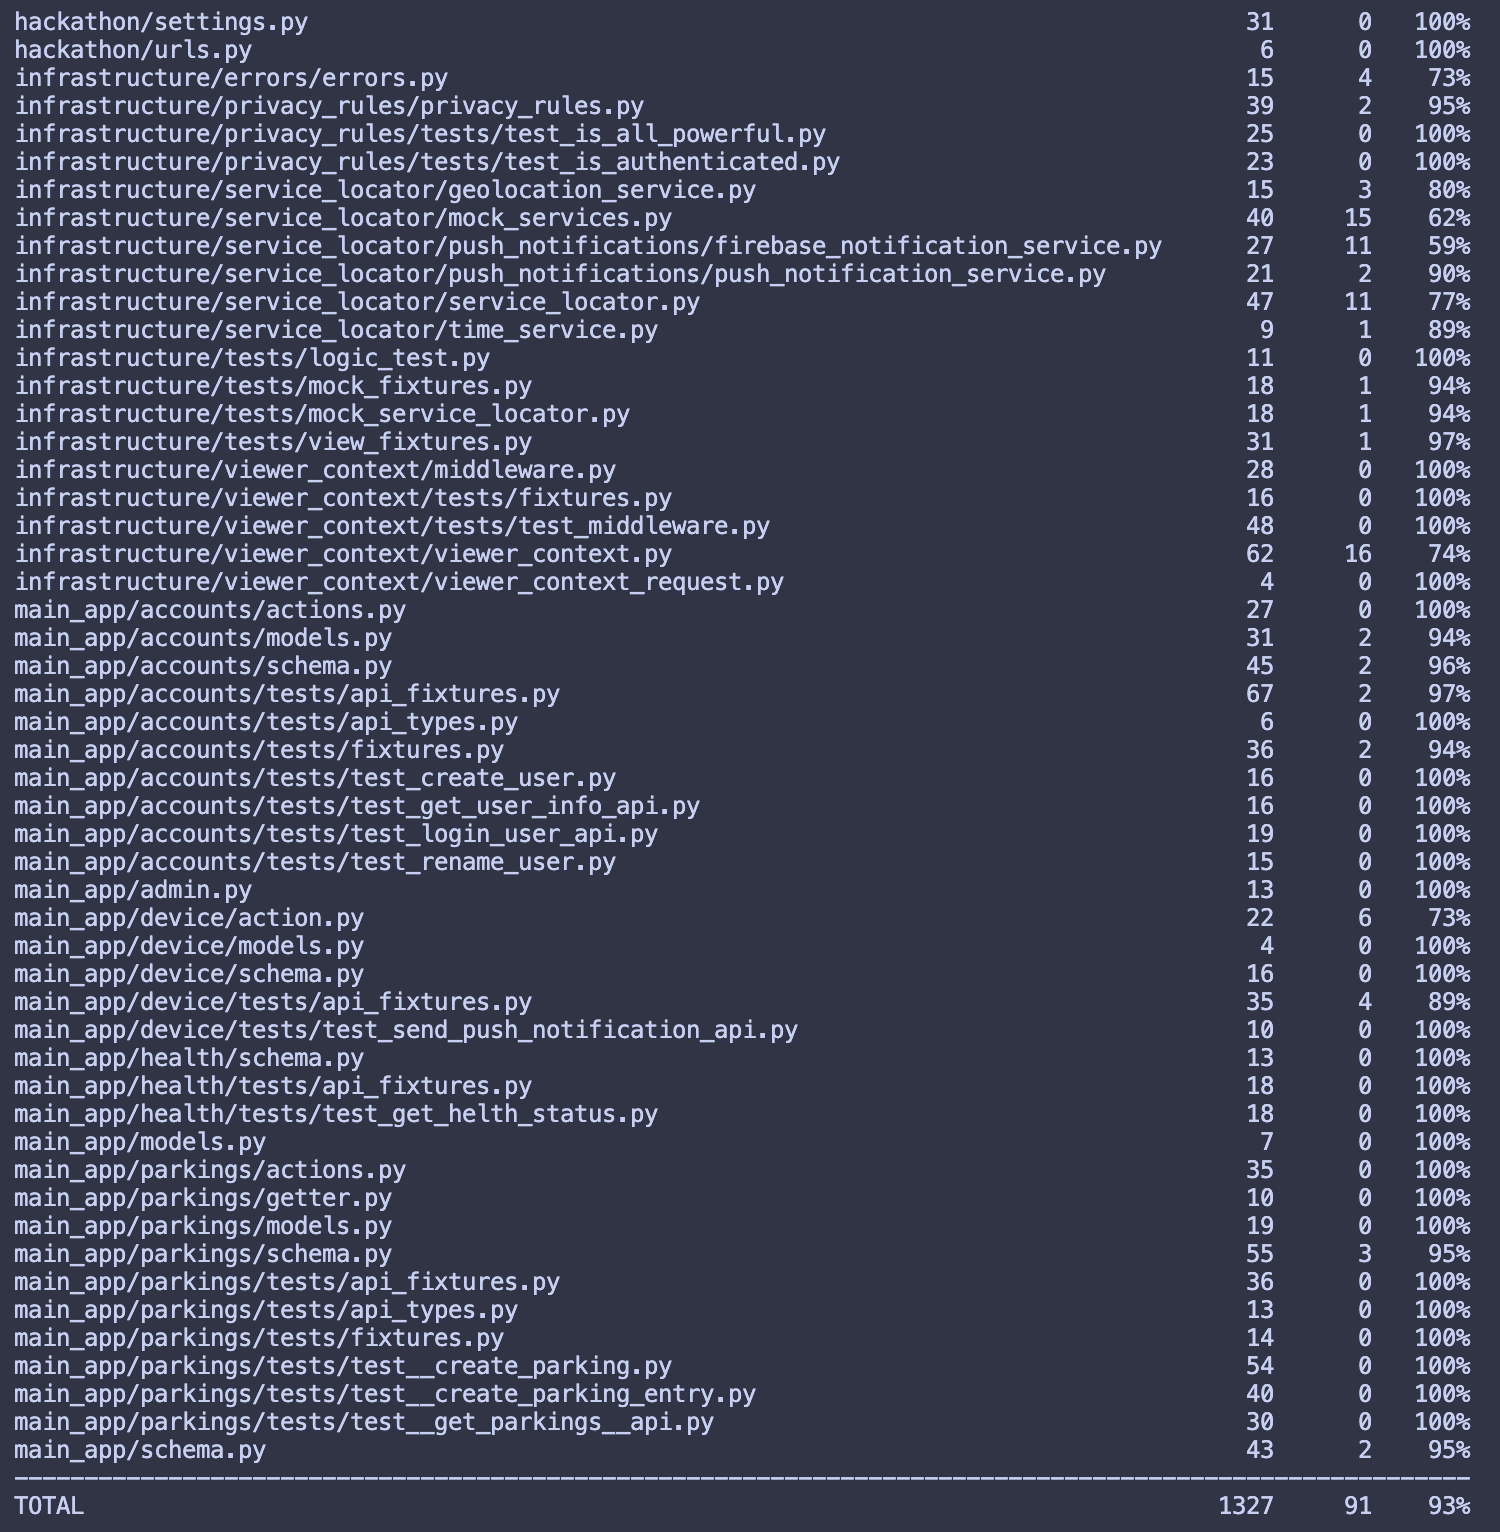 hackathon/settings.py 31 0 100%
hackathon/urls.py 6 0 100%
infrastructure/errors/errors.py 15 4 73%
infrastructure/privacy_rules/privacy_rules.py 39 2 95%
infrastructure/privacy_rules/tests/test_is_all_powerful.py 25 0 100%
infrastructure/privacy_rules/tests/test_is_authenticated.py 23 0 100%
infrastructure/service_locator/geolocation_service.py 15 3 80%
infrastructure/service_locator/mock_services.py 40 15 62%
infrastructure/service_locator/push_notifications/firebase_notification_service.py 27 11 59%
infrastructure/service_locator/push_notifications/push_notification_service.py 21 2 90%
infrastructure/service_locator/service_locator.py 47 11 77%
infrastructure/service_locator/time_service.py 9 1 89%
infrastructure/tests/logic_test.py 11 0 100%
infrastructure/tests/mock_fixtures.py 18 1 94%
infrastructure/tests/mock_service_locator.py 18 1 94%
infrastructure/tests/view_fixtures.py 31 1 97%
infrastructure/viewer_context/middleware.py 28 0 100%
infrastructure/viewer_context/tests/fixtures.py 16 0 100%
infrastructure/viewer_context/tests/test_middleware.py 48 0 100%
infrastructure/viewer_context/viewer_context.py 62 16 74%
infrastructure/viewer_context/viewer_context_request.py 4 0 100%
main_app/accounts/actions.py 27 0 100%
main_app/accounts/models.py 31 2 94%
main_app/accounts/schema.py 45 2 96%
main_app/accounts/tests/api_fixtures.py 67 2 97%
main_app/accounts/tests/api_types.py 6 0 100%
main_app/accounts/tests/fixtures.py 36 2 94%
main_app/accounts/tests/test_create_user.py 16 0 100%
main_app/accounts/tests/test_get_user_info_api.py 16 0 100%
main_app/accounts/tests/test_login_user_api.py 19 0 100%
main_app/accounts/tests/test_rename_user.py 15 0 100%
main_app/admin.py 13 0 100%
main_app/device/action.py 22 6 73%
main_app/device/models.py 4 0 100%
main_app/device/schema.py 16 0 100%
main_app/device/tests/api_fixtures.py 35 4 89%
main_app/device/tests/test_send_push_notification_api.py 10 0 100%
main_app/health/schema.py 13 0 100%
main_app/health/tests/api_fixtures.py 18 0 100%
main_app/health/tests/test_get_helth_status.py 18 0 100%
main_app/models.py 7 0 100%
main_app/parkings/actions.py 35 0 100%
main_app/parkings/getter.py 10 0 100%
main_app/parkings/models.py 19 0 100%
main_app/parkings/schema.py 55 3 95%
main_app/parkings/tests/api_fixtures.py 36 0 100%
main_app/parkings/tests/api_types.py 13 0 100%
main_app/parkings/tests/fixtures.py 14 0 100%
main_app/parkings/tests/test__create_parking.py 54 0 100%
main_app/parkings/tests/test__create_parking_entry.py 40 0 100%
main_app/parkings/tests/test__get_parkings__api.py 30 0 100%
main_app/schema.py 43 2 95%
--------------------------------------------------------------------------------------------------------
TOTAL 1327 91 93%